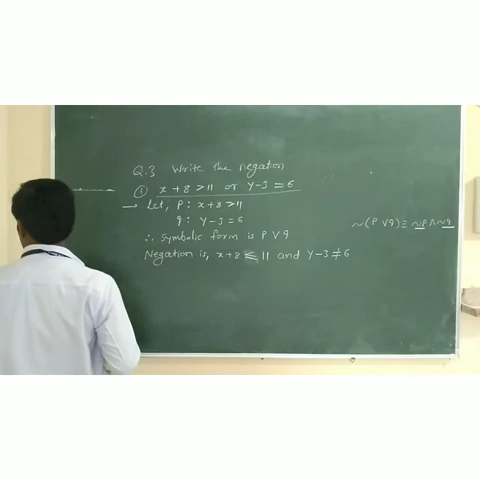 Q.3 Write the negation
① x + 8 > 11 or y - 3 = 6
→ Let, P : x + 8 > 11
q : y - 3 = 6
∴ Symbolic form is P ∨ q
Negation is, x + 8 ≤ 11 and y - 3 ≠ 6
~(P ∨ q) ≡ ~P ∧ ~q